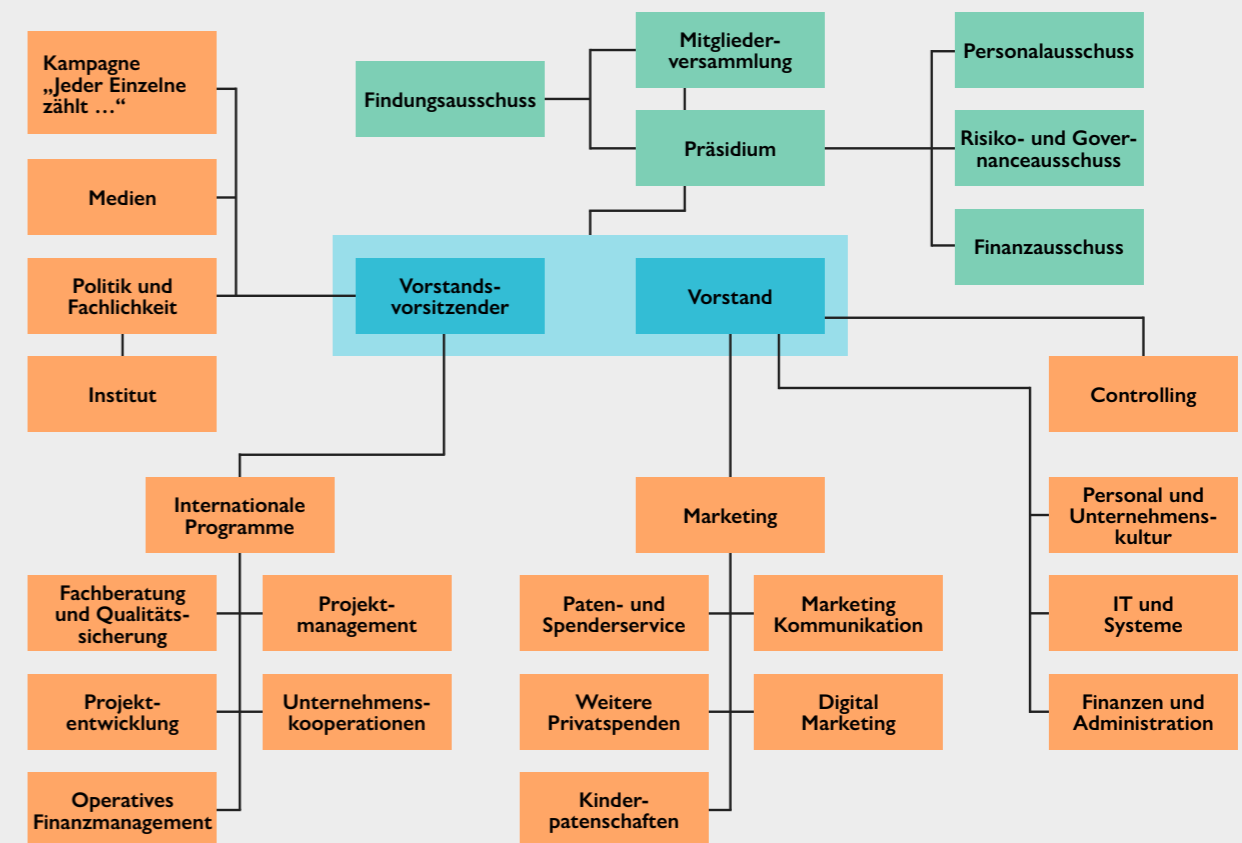 Kampagne
„Jeder Einzelne
zählt …“
Medien
Politik und
Fachlichkeit
Institut
Findungsausschuss
Mitglieder-
versammlung
Präsidium
Personalausschuss
Risiko- und Gover-
nanceausschuss
Finanzausschuss
Vorstands-
vorsitzender
Vorstand
Controlling
Internationale
Programme
Fachberatung
und Qualitäts-
sicherung
Projekt-
management
Projekt-
entwicklung
Unternehmens-
kooperationen
Operatives
Finanzmanagement
Marketing
Paten- und
Spenderservice
Marketing
Kommunikation
Weitere
Privatspenden
Digital
Marketing
Kinder-
patenschaften
Personal und
Unternehmens-
kultur
IT und
Systeme
Finanzen und
Administration